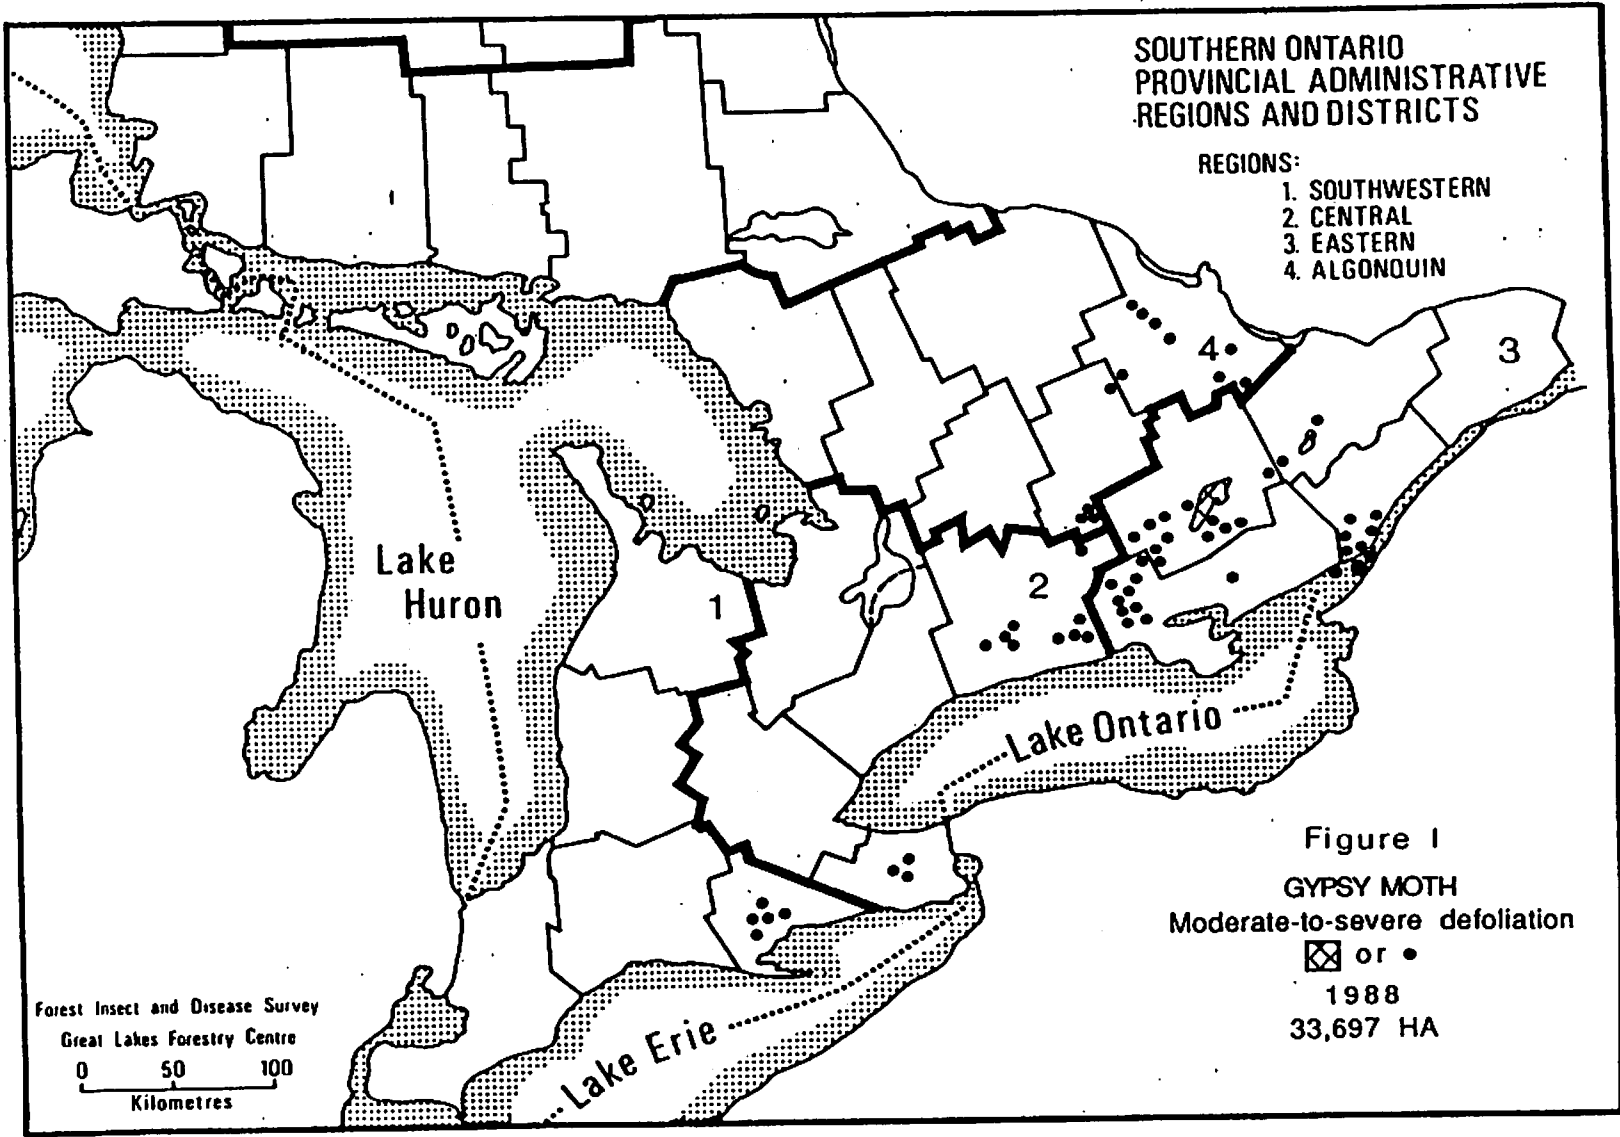 SOUTHERN ONTARIO
PROVINCIAL ADMINISTRATIVE
REGIONS AND DISTRICTS
REGIONS:
1. SOUTHWESTERN
2. CENTRAL
3. EASTERN
4. ALGONQUIN
4
3
Lake
Huron
1
2
Lake Ontario
Lake Erie
Figure 1
GYPSY MOTH
Moderate-to-severe defoliation
or
1988
33,697 HA
Forest Insect and Disease Survey
Great Lakes Forestry Centre
0 50 100
Kilometres